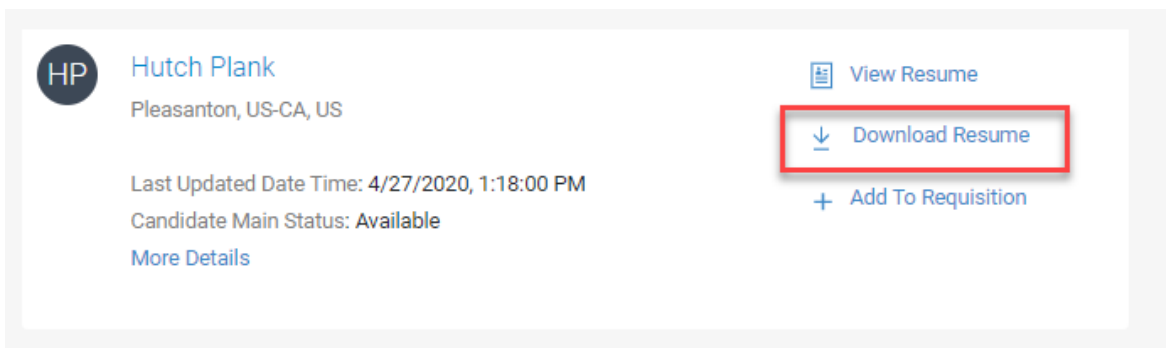 HP
Hutch Plank
Pleasanton, US-CA, US
Last Updated Date Time: 4/27/2020, 1:18:00 PM
Candidate Main Status: Available
More Details
View Resume
Download Resume
Add To Requisition